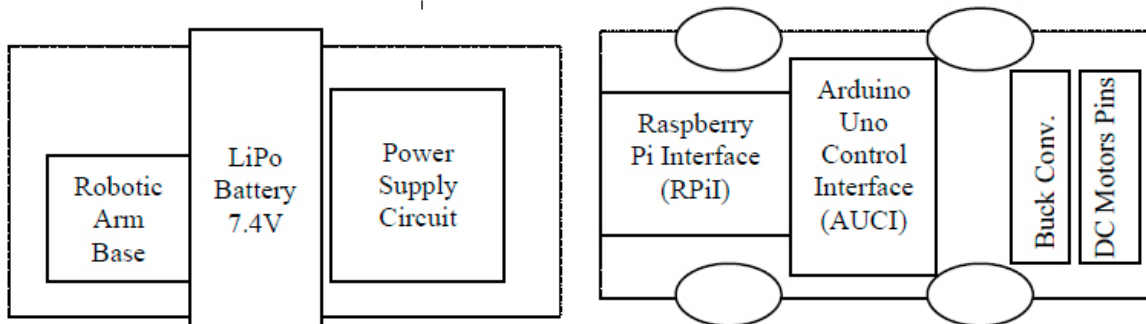 Robotic
Arm
Base
LiPo
Battery
7.4V
Power
Supply
Circuit
Raspberry
Pi Interface
(RPiI)
Arduino
Uno
Control
Interface
(AUCI)
Buck Conv.
DC Motors Pins